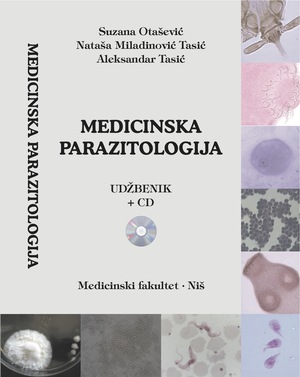 Suzana Otašević
Nataša Miladinović Tasić
Aleksandar Tasić
MEDICINSKA
PARAZITOLOGIJA
UDŽBENIK
+ CD
Medicinski fakultet · Niš
MEDICINSKA PARAZITOLOGIJA